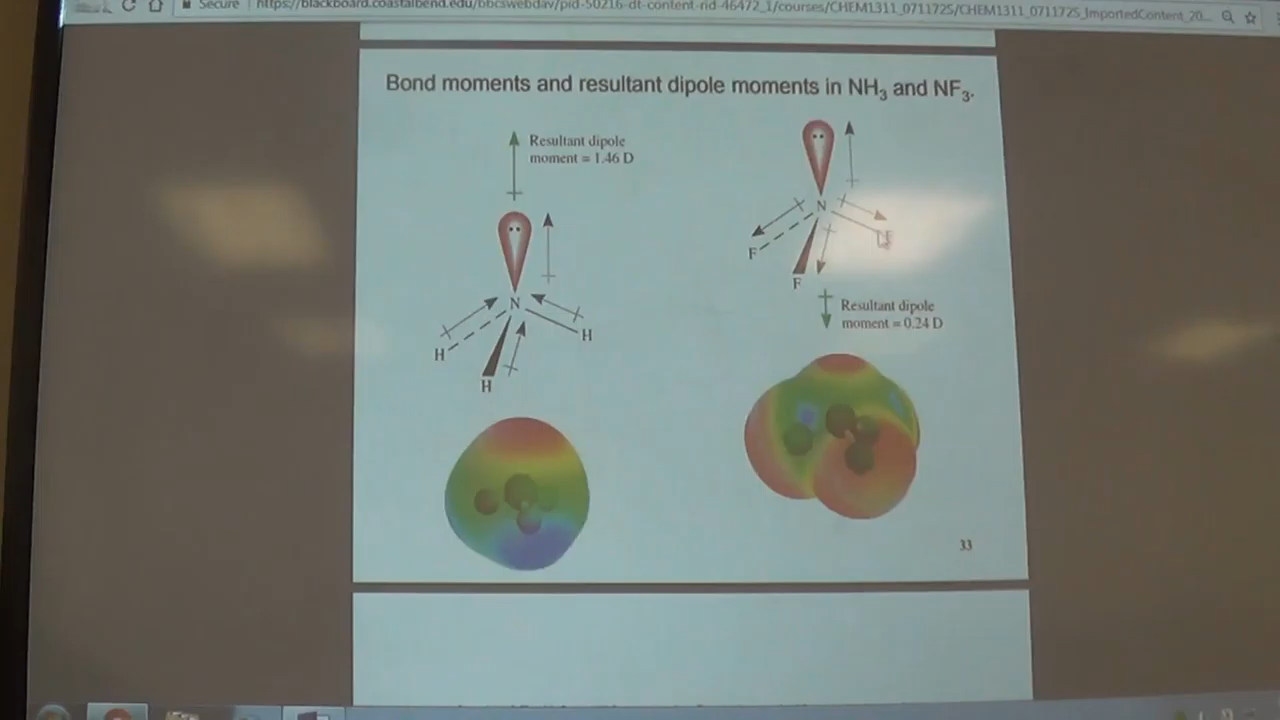 Secure
https://blackboard.coastalbend.edu/bbcswebdav/pid-50216-dt-content-rid-46472_1/courses/CHEM1311_0711725/CHEM1311_0711725_ImportedContent_20...
Bond moments and resultant dipole moments in NH3 and NF3.
Resultant dipole
moment = 1.46 D
N
H
H
H
N
F
F
F
Resultant dipole
moment = 0.24 D
33